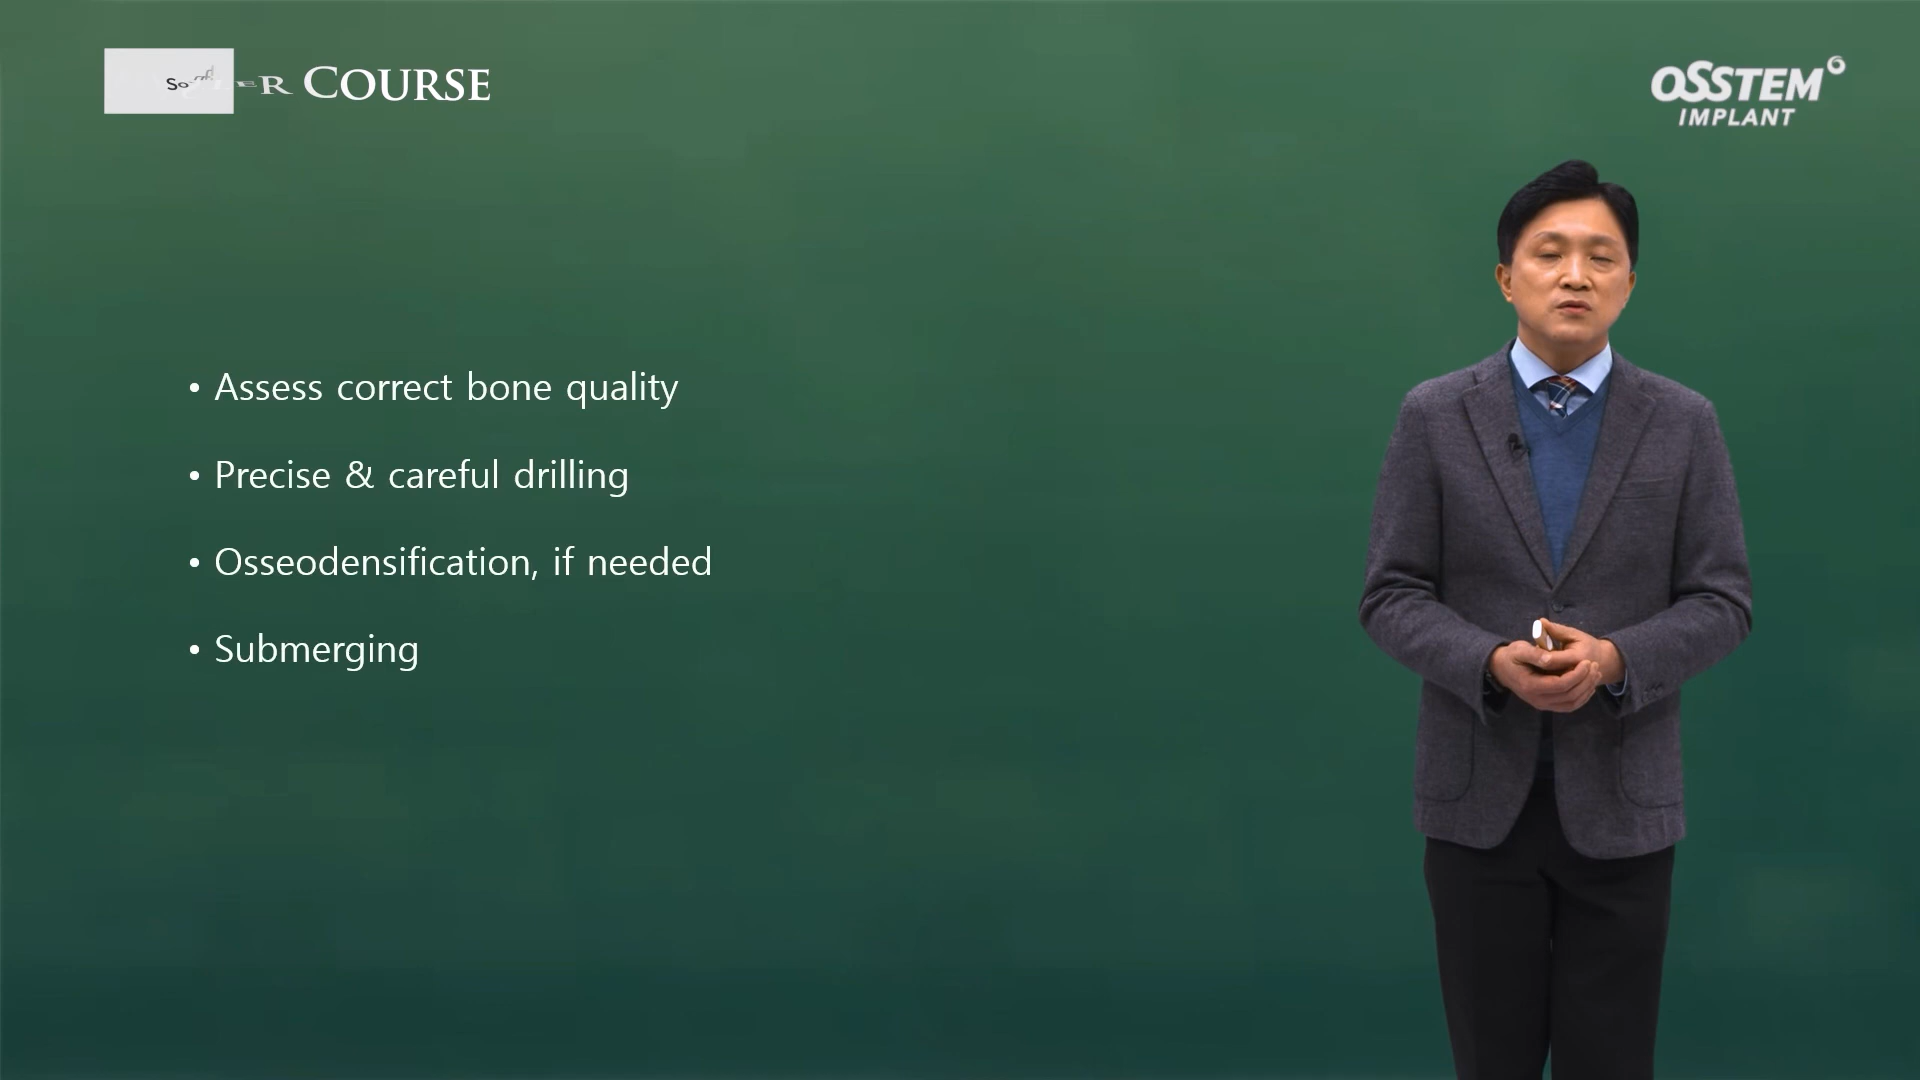 COURSE
OSSTEM
IMPLANT
• Assess correct bone quality
• Precise & careful drilling
• Osseodensification, if needed
• Submerging